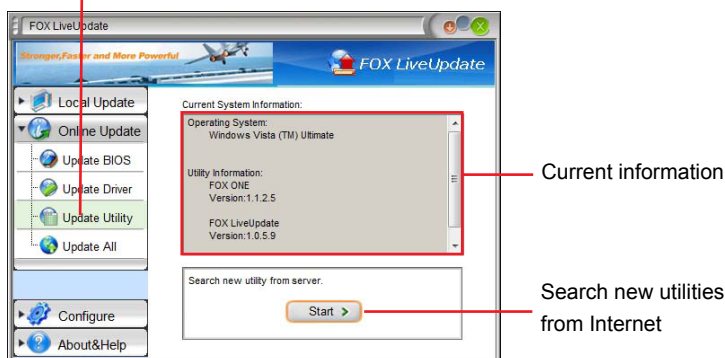 FOX LiveUpdate
Stronger,Faster and More Powerful
FOX LiveUpdate
Local Update
Online Update
Update BIOS
Update Driver
Update Utility
Update All
Configure
About&Help
Current System Information:
Operating System:
Windows Vista (TM) Ultimate
Utility Information:
FOX ONE
Version:1.1.2.5
FOX LiveUpdate
Version:1.0.5.9
Search new utility from server.
Start
Current information
Search new utilities
from Internet